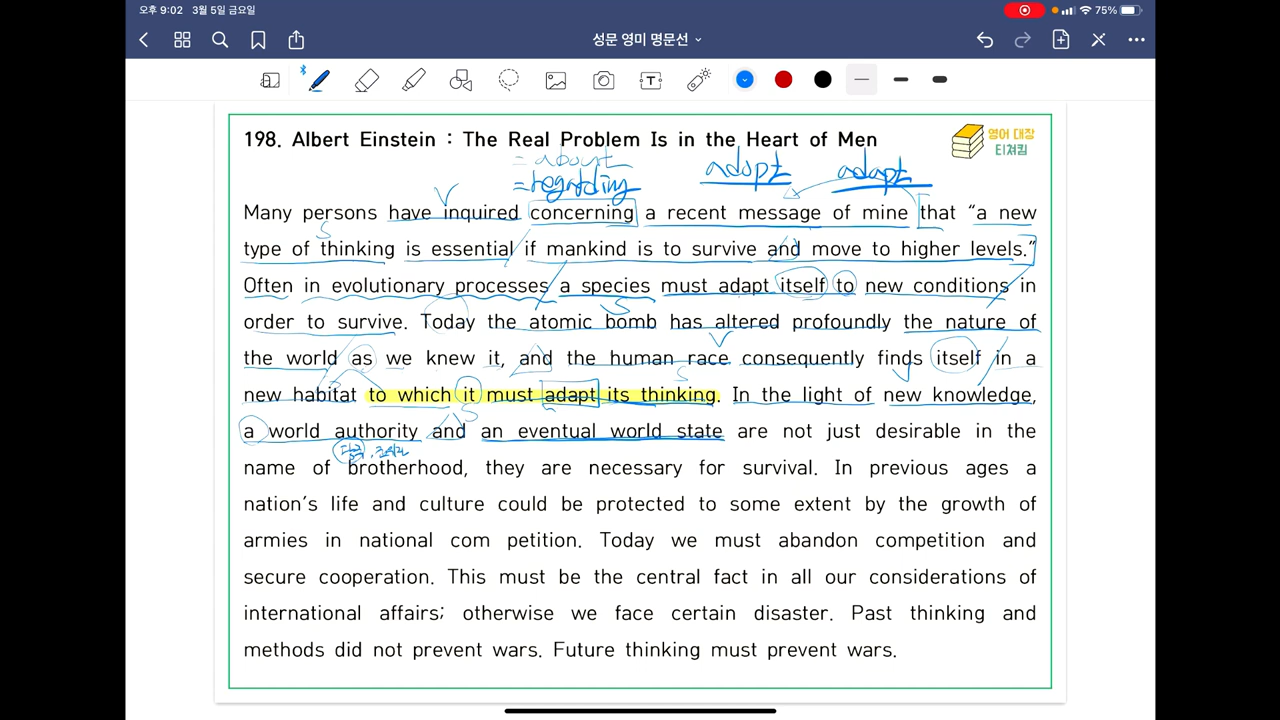 오후 9:02 3월 5일 금요일
75%
성문 영미 명문선
198. Albert Einstein : The Real Problem Is in the Heart of Men
영어 대장
티쳐킴
= about
= regarding
adopt adapt
Many persons have inquired concerning a recent message of mine that “a new
type of thinking is essential if mankind is to survive and move to higher levels.”
Often in evolutionary processes a species must adapt itself to new conditions in
order to survive. Today the atomic bomb has altered profoundly the nature of
the world as we knew it, and the human race consequently finds itself in a
new habitat to which it must adapt its thinking. In the light of new knowledge,
a world authority and an eventual world state are not just desirable in the
name of brotherhood, they are necessary for survival. In previous ages a
nation’s life and culture could be protected to some extent by the growth of
armies in national com petition. Today we must abandon competition and
secure cooperation. This must be the central fact in all our considerations of
international affairs; otherwise we face certain disaster. Past thinking and
methods did not prevent wars. Future thinking must prevent wars.